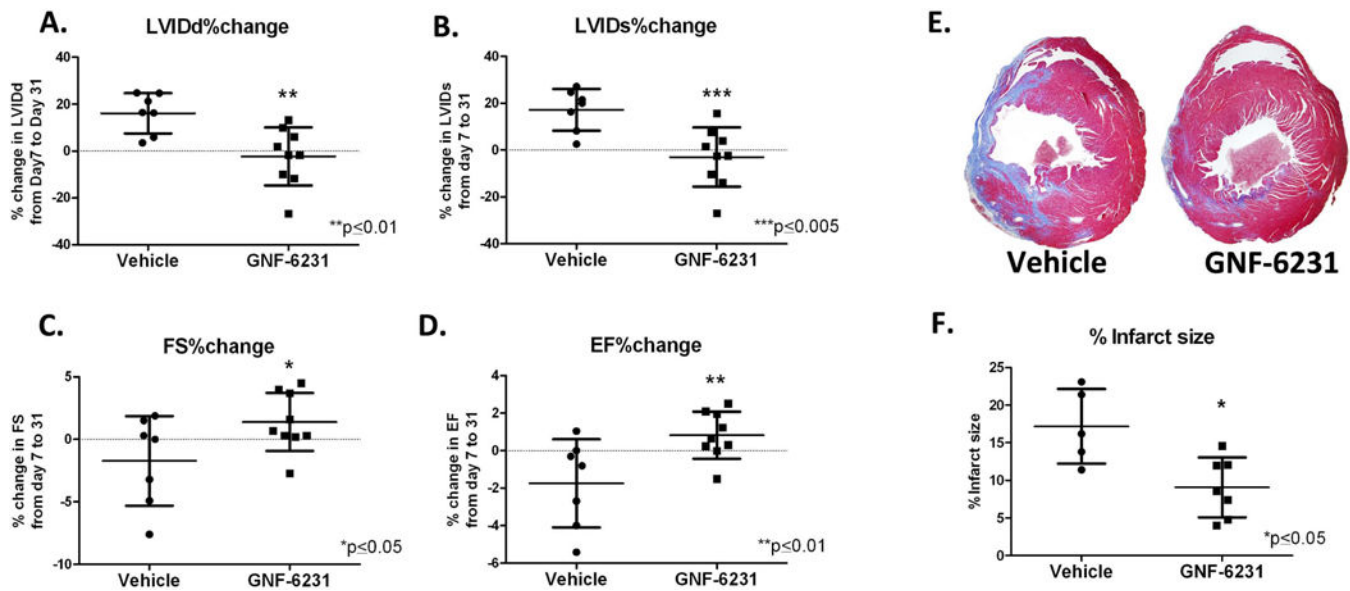 A.
LVIDd%change
% change in LVIDd
from Day7 to Day 31
40
20
0
-20
-40
**
**p≤0.01
Vehicle
GNF-6231
B.
LVIDs%change
% change in LVIDs
from day 7 to 31
40
20
0
-20
-40
***
***p≤0.005
Vehicle
GNF-6231
E.
Vehicle
GNF-6231
C.
FS%change
% change in FS
from day 7 to 31
5
0
-5
-10
*
*p≤0.05
Vehicle
GNF-6231
D.
EF%change
% change in EF
from day 7 to 31
4
2
0
-2
-4
-6
**
**p≤0.01
Vehicle
GNF-6231
F.
% Infarct size
%Infarct size
25
20
15
10
5
0
*
*p≤0.05
Vehicle
GNF-6231